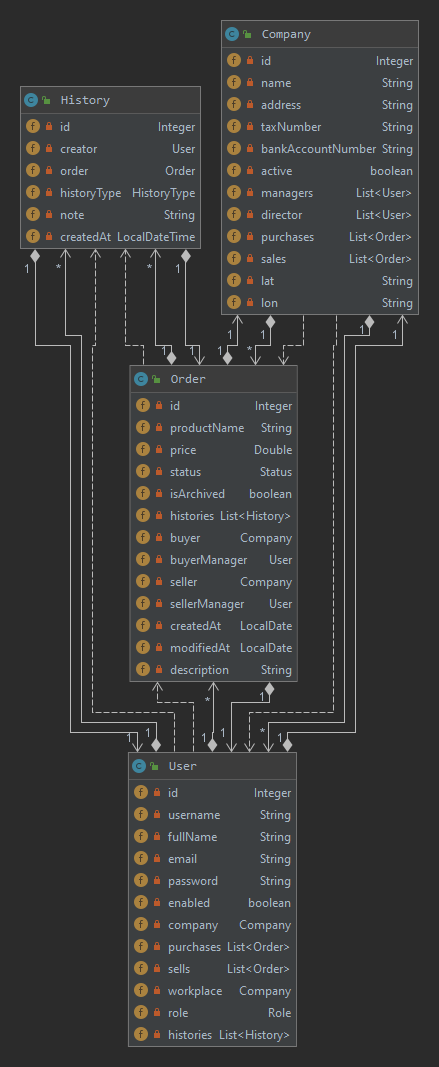 Company
id Integer
name String
address String
taxNumber String
bankAccountNumber String
active boolean
managers List<User>
director List<User>
purchases List<Order>
sales List<Order>
lat String
lon String
History
id Integer
creator User
order Order
historyType HistoryType
note String
createdAt LocalDateTime
1 * * 1 1 1 1 1
1 1 *
Order
id Integer
productName String
price Double
status Status
isArchived boolean
histories List<History>
buyer Company
buyerManager User
seller Company
sellerManager User
createdAt LocalDate
modifiedAt LocalDate
description String
* 1
1 1 1 1 * 1
User
id Integer
username String
fullName String
email String
password String
enabled boolean
company Company
purchases List<Order>
sells List<Order>
workplace Company
role Role
histories List<History>